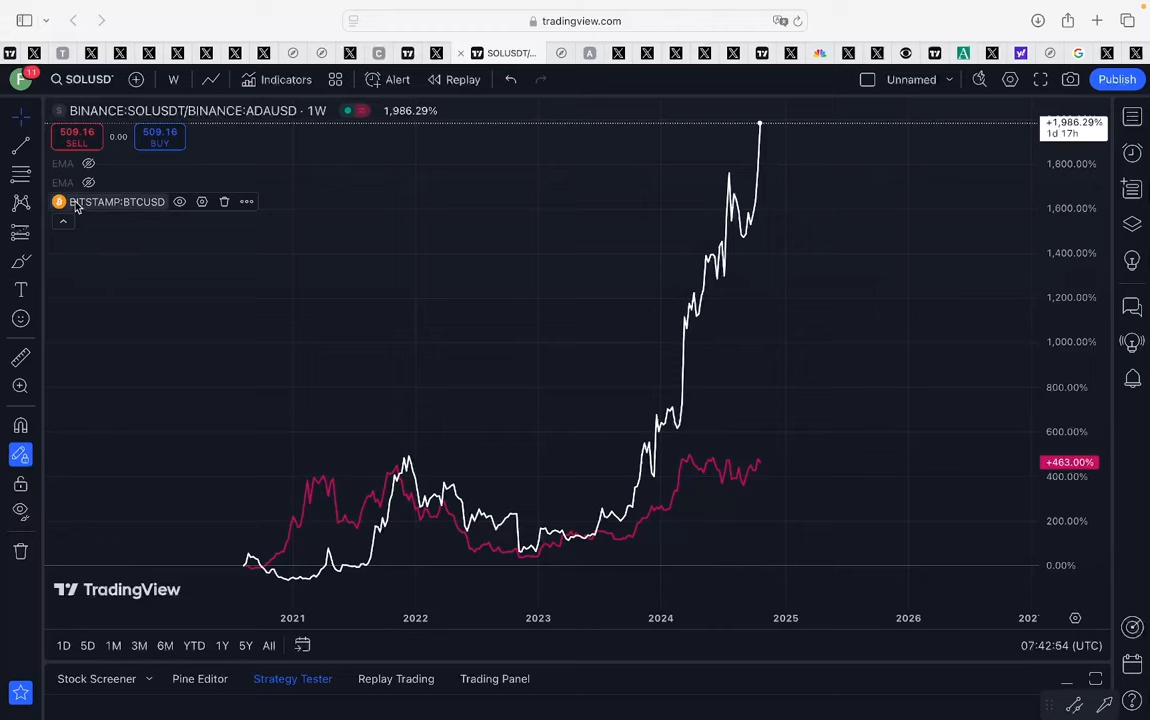 tradingview.com
SOLUSDT/...
F
11
SOLUSD
W
Indicators
Alert
Replay
Unnamed
Publish
S
BINANCE:SOLUSDT/BINANCE:ADAUSD · 1W
1,986.29%
509.16
SELL
0.00
509.16
BUY
EMA
EMA
BITSTAMP:BTCUSD
+1,986.29%
1d 17h
1,800.00%
1,600.00%
1,400.00%
1,200.00%
1,000.00%
800.00%
600.00%
+463.00%
400.00%
200.00%
0.00%
TradingView
2021
2022
2023
2024
2025
2026
202
1D
5D
1M
3M
6M
YTD
1Y
5Y
All
07:42:54 (UTC)
Stock Screener
Pine Editor
Strategy Tester
Replay Trading
Trading Panel